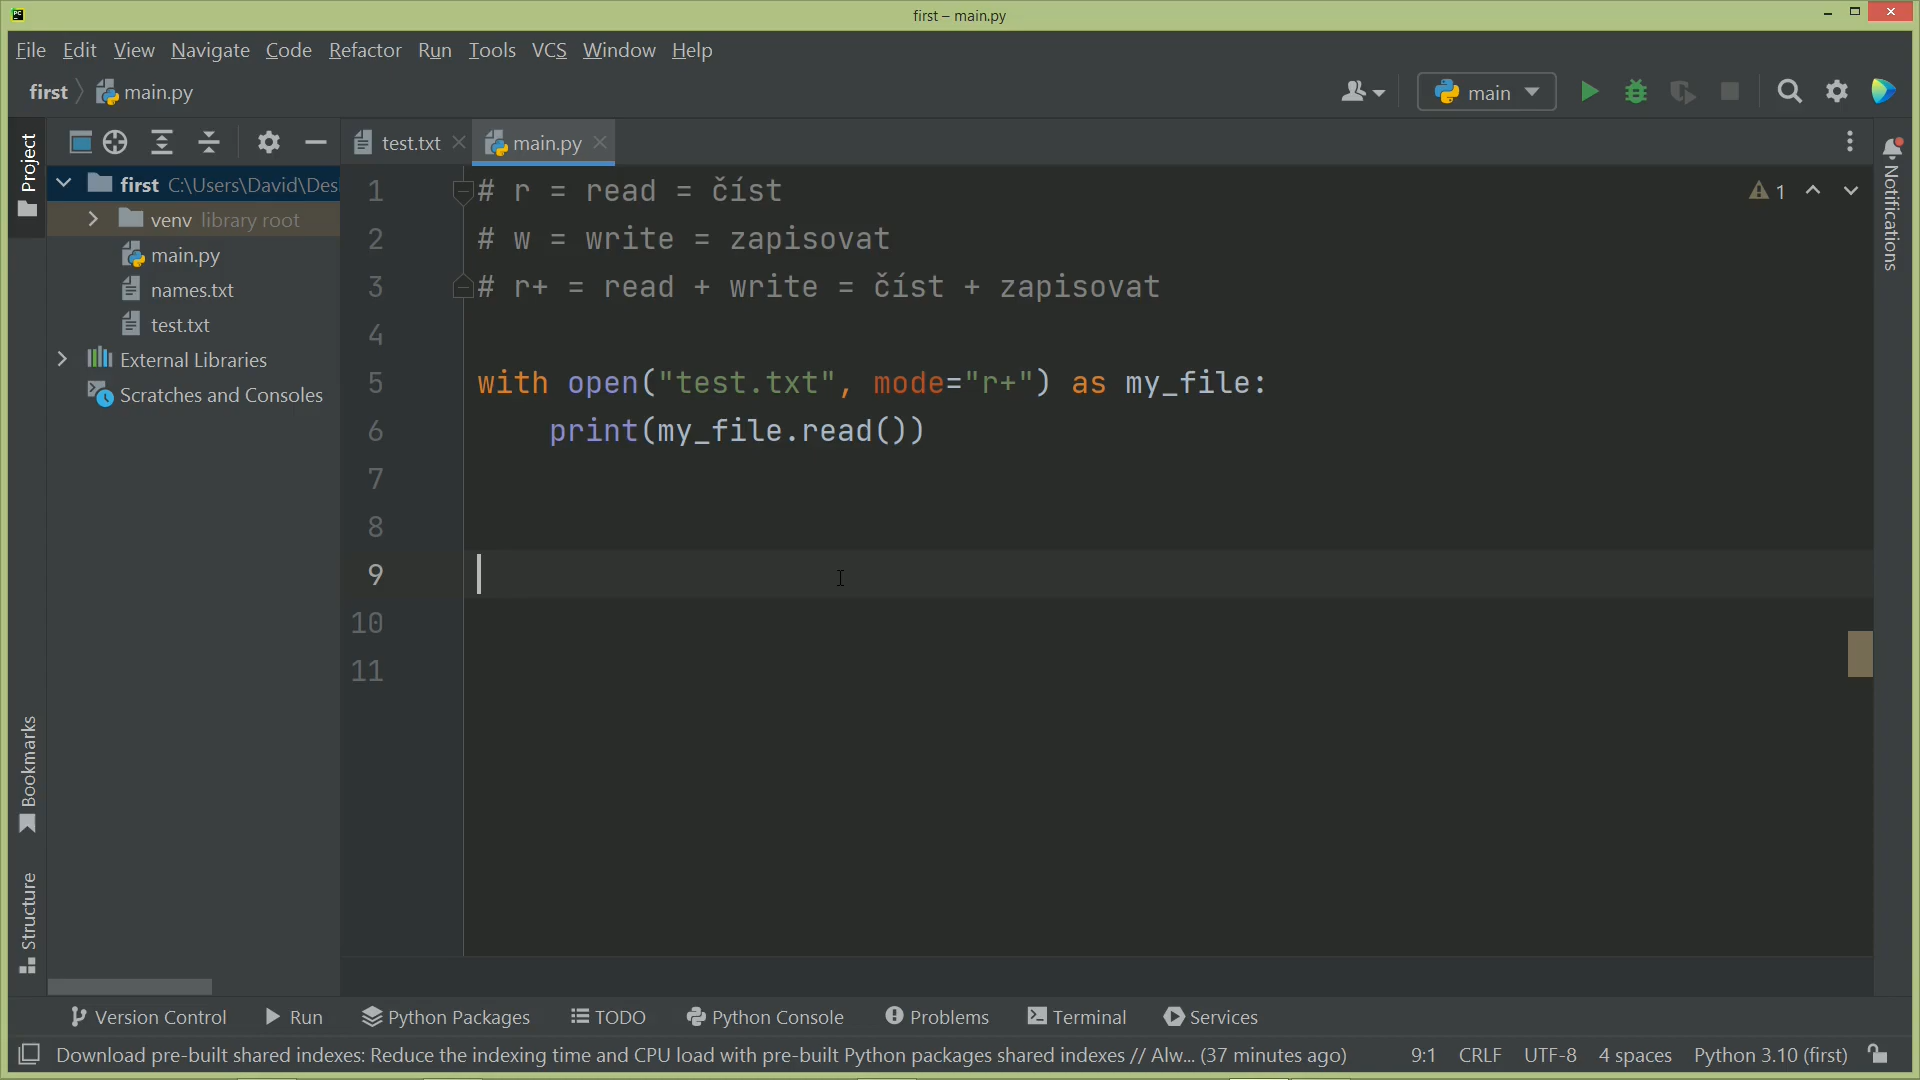 first – main.py
File Edit View Navigate Code Refactor Run Tools VCS Window Help
first main.py
main
Project
test.txt
main.py
first C:\Users\David\Des
venv library root
main.py
names.txt
test.txt
External Libraries
Scratches and Consoles
1 # r = read = číst
2 # w = write = zapisovat
3 # r+ = read + write = číst + zapisovat
4
5 with open("test.txt", mode="r+") as my_file:
6 print(my_file.read())
7
8
9
10
11
1
Notifications
Bookmarks
Structure
Version Control Run Python Packages TODO Python Console Problems Terminal Services
Download pre-built shared indexes: Reduce the indexing time and CPU load with pre-built Python packages shared indexes // Alw... (37 minutes ago) 9:1 CRLF UTF-8 4 spaces Python 3.10 (first)